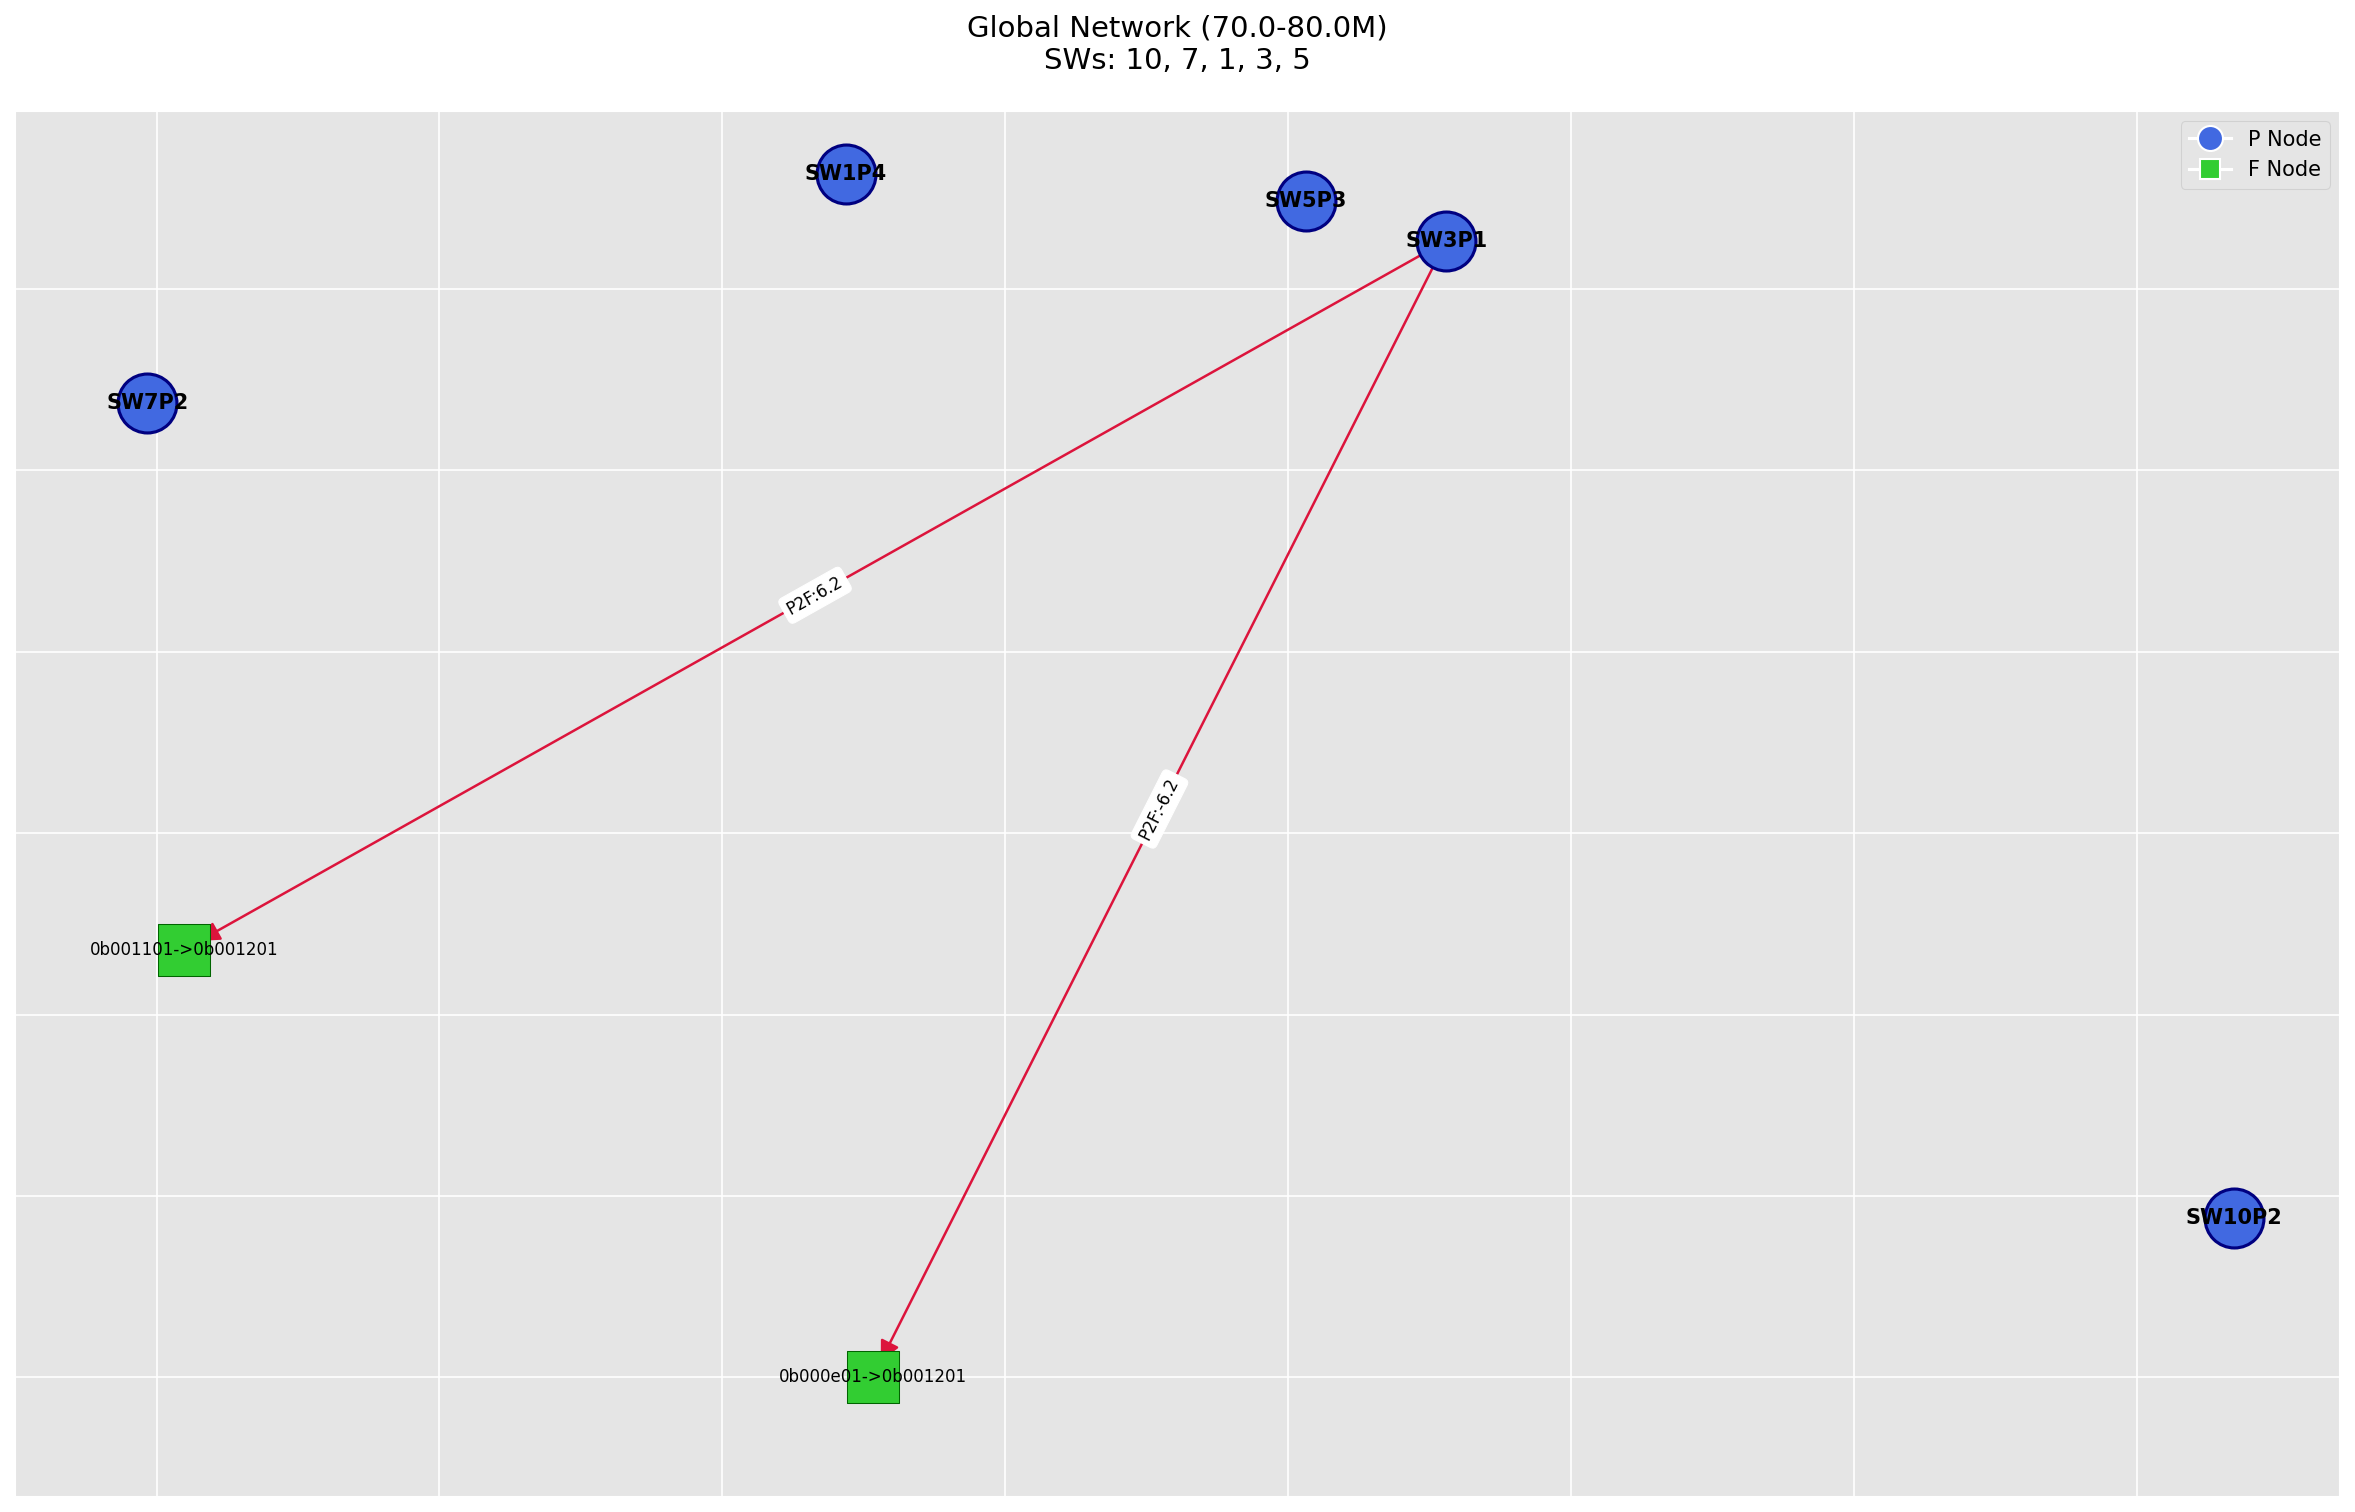 Global Network (70.0-80.0M)
SWs: 10, 7, 1, 3, 5
P Node
F Node
SW1P4
SW5P3
SW3P1
SW7P2
P2F:6.2
P2F:-6.2
0b001101->0b001201
SW10P2
0b000e01->0b001201